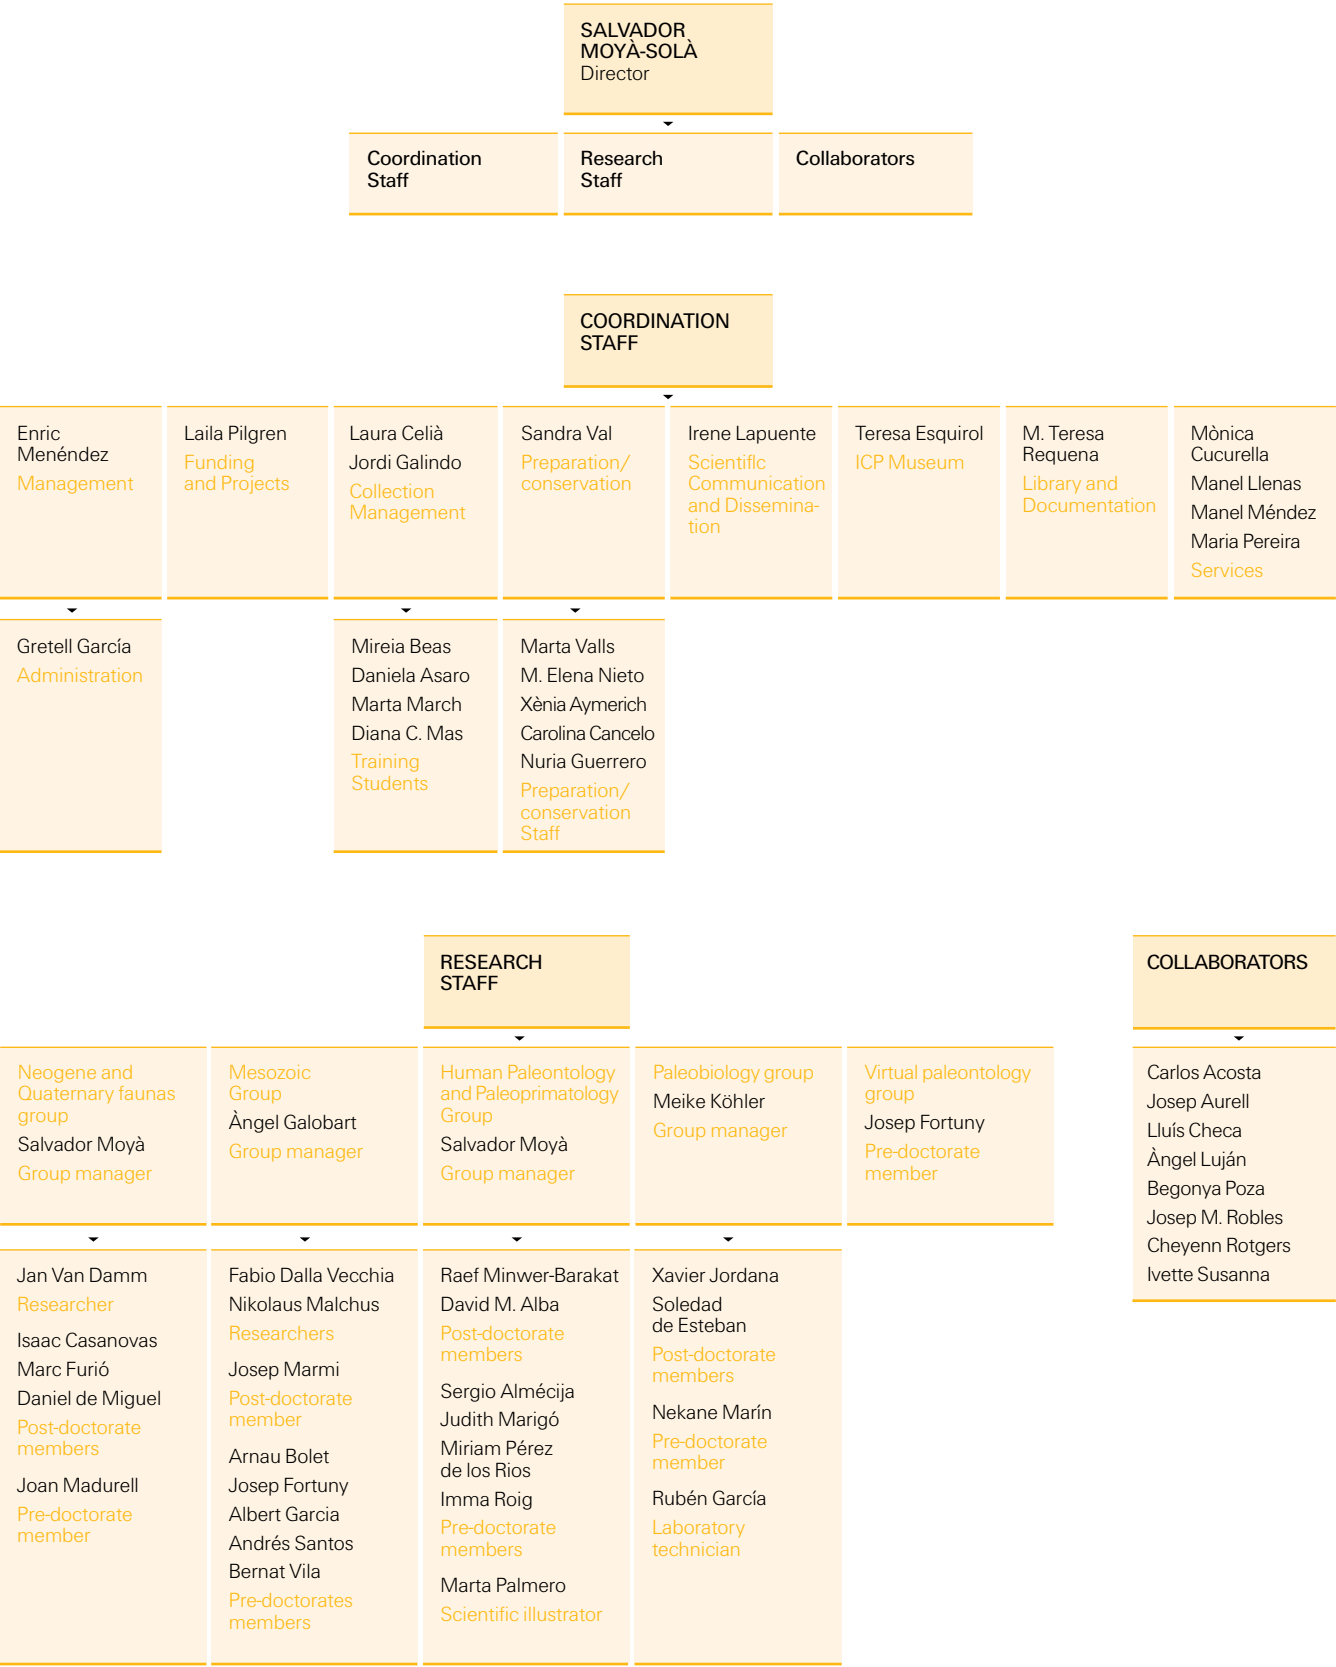 SALVADOR
MOYÀ-SOLÀ
Director
Coordination
Staff
Research
Staff
Collaborators
COORDINATION
STAFF
Enric
Menéndez
Management
Laila Pilgren
Funding
and Projects
Laura Celià
Jordi Galindo
Collection
Management
Sandra Val
Preparation/
conservation
Irene Lapuente
Scientiflc
Communication
and Dissemina-
tion
Teresa Esquirol
ICP Museum
M. Teresa
Requena
Library and
Documentation
Mònica
Cucurella
Manel Llenas
Manel Méndez
Maria Pereira
Services
Gretell García
Administration
Mireia Beas
Daniela Asaro
Marta March
Diana C. Mas
Training
Students
Marta Valls
M. Elena Nieto
Xènia Aymerich
Carolina Cancelo
Nuria Guerrero
Preparation/
conservation
Staff
RESEARCH
STAFF
Neogene and
Quaternary faunas
group
Salvador Moyà
Group manager
Mesozoic
Group
Àngel Galobart
Group manager
Human Paleontology
and Paleoprimatology
Group
Salvador Moyà
Group manager
Paleobiology group
Meike Köhler
Group manager
Virtual paleontology
group
Josep Fortuny
Pre-doctorate
member
Jan Van Damm
Researcher
Isaac Casanovas
Marc Furió
Daniel de Miguel
Post-doctorate
members
Joan Madurell
Pre-doctorate
member
Fabio Dalla Vecchia
Nikolaus Malchus
Researchers
Josep Marmi
Post-doctorate
member
Arnau Bolet
Josep Fortuny
Albert Garcia
Andrés Santos
Bernat Vila
Pre-doctorates
members
Raef Minwer-Barakat
David M. Alba
Post-doctorate
members
Sergio Almécija
Judith Marigó
Miriam Pérez
de los Rios
Imma Roig
Pre-doctorate
members
Marta Palmero
Scientific illustrator
Xavier Jordana
Soledad
de Esteban
Post-doctorate
members
Nekane Marín
Pre-doctorate
member
Rubén García
Laboratory
technician
COLLABORATORS
Carlos Acosta
Josep Aurell
Lluís Checa
Àngel Luján
Begonya Poza
Josep M. Robles
Cheyenn Rotgers
Ivette Susanna